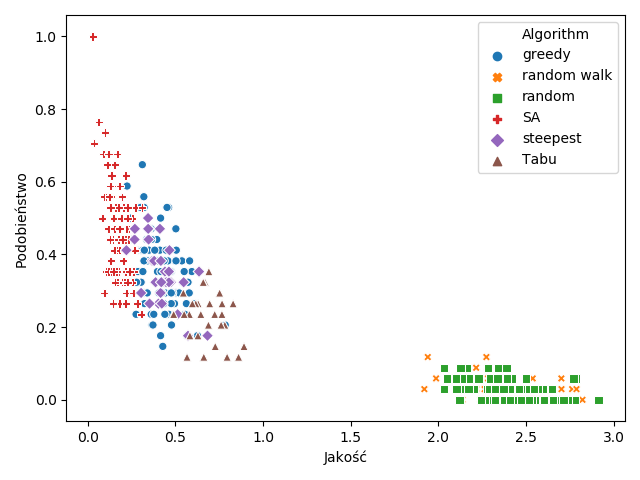 Algorithm
greedy
random walk
random
SA
steepest
Tabu
1.0
0.8
0.6
0.4
0.2
0.0
Podobieństwo
0.0 0.5 1.0 1.5 2.0 2.5 3.0
Jakość